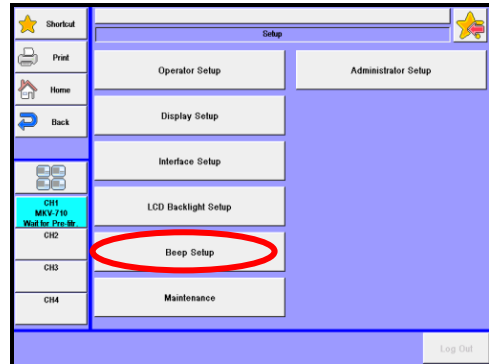 Shortcut
Print
Home
Back
CH1
MKV-710
Wait for Pre-titr.
CH2
CH3
CH4
Setup
Operator Setup
Administrator Setup
Display Setup
Interface Setup
LCD Backlight Setup
Beep Setup
Maintenance
Log Out